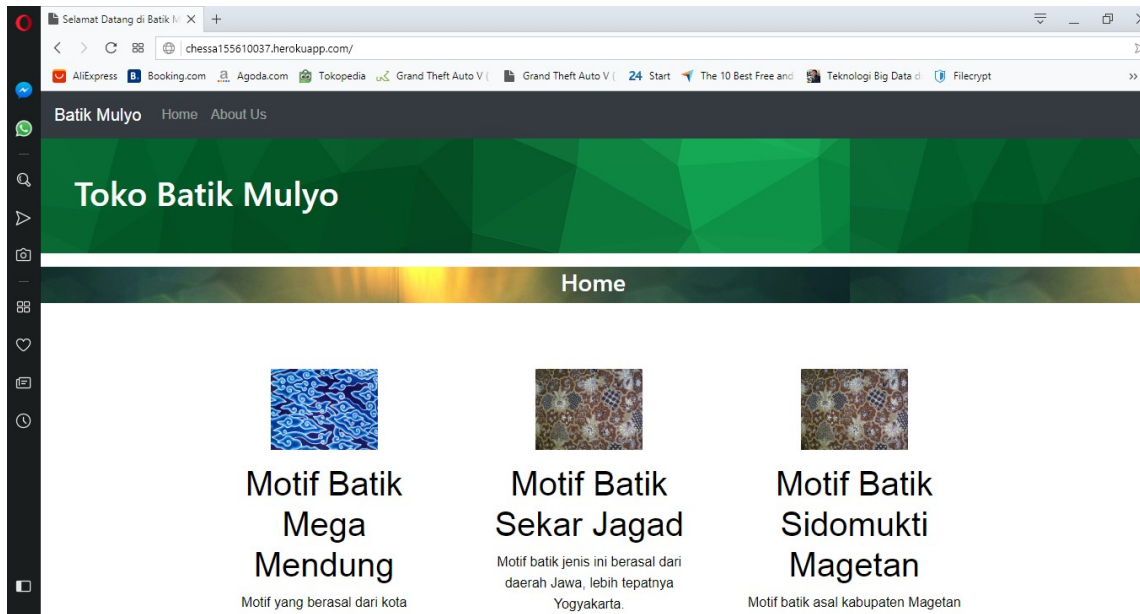 Selamat Datang di Batik M
chessa155610037.herokuapp.com/
AliExpress B. Booking.com a Agoda.com Tokopedia Grand Theft Auto V ( Grand Theft Auto V ( 24 Start The 10 Best Free and Teknologi Big Data d Filecrypt »
Batik Mulyo Home About Us
Toko Batik Mulyo
Home
Motif Batik
Mega
Mendung
Motif yang berasal dari kota
Motif Batik
Sekar Jagad
Motif batik jenis ini berasal dari
daerah Jawa, lebih tepatnya
Yogyakarta.
Motif Batik
Sidomukti
Magetan
Motif batik asal kabupaten Magetan